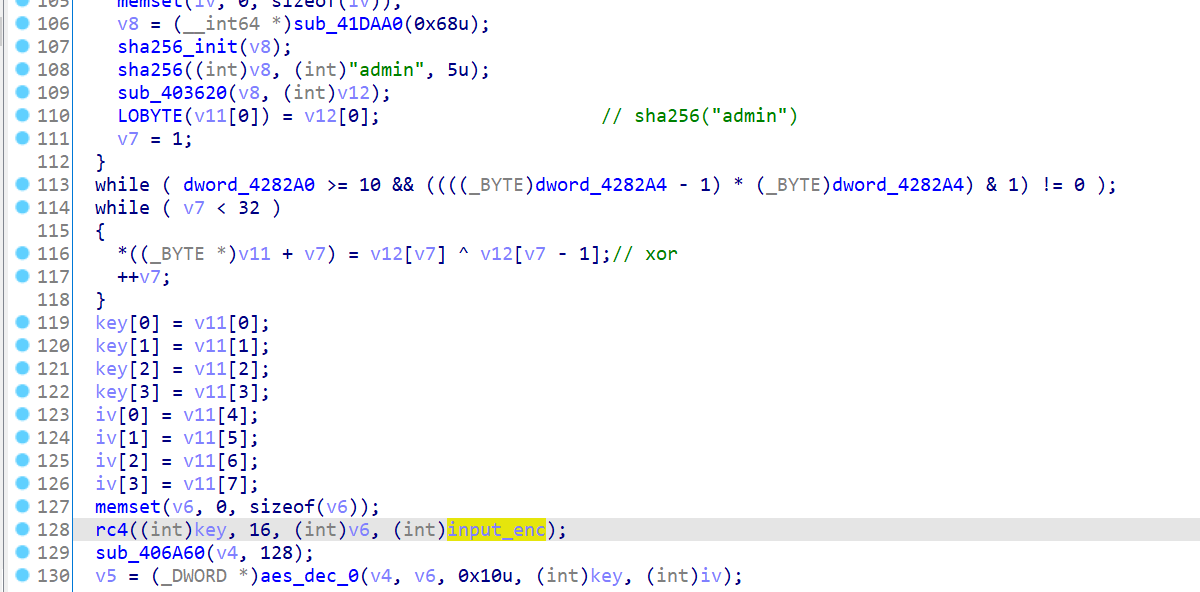 105 memset(iv, 0, sizeof(iv));
106 v8 = (__int64 *)sub_41DAA0(0x68u);
107 sha256_init(v8);
108 sha256((int)v8, (int)"admin", 5u);
109 sub_403620(v8, (int)v12);
110 LOBYTE(v11[0]) = v12[0]; // sha256("admin")
111 v7 = 1;
112 }
113 while ( dword_4282A0 >= 10 && ((((_BYTE)dword_4282A4 - 1) * (_BYTE)dword_4282A4) & 1) != 0 );
114 while ( v7 < 32 )
115 {
116 *((_BYTE *)v11 + v7) = v12[v7] ^ v12[v7 - 1];// xor
117 ++v7;
118 }
119 key[0] = v11[0];
120 key[1] = v11[1];
121 key[2] = v11[2];
122 key[3] = v11[3];
123 iv[0] = v11[4];
124 iv[1] = v11[5];
125 iv[2] = v11[6];
126 iv[3] = v11[7];
127 memset(v6, 0, sizeof(v6));
128 rc4((int)key, 16, (int)v6, (int)input_enc);
129 sub_406A60(v4, 128);
130 v5 = (_DWORD *)aes_dec_0(v4, v6, 0x10u, (int)key, (int)iv);